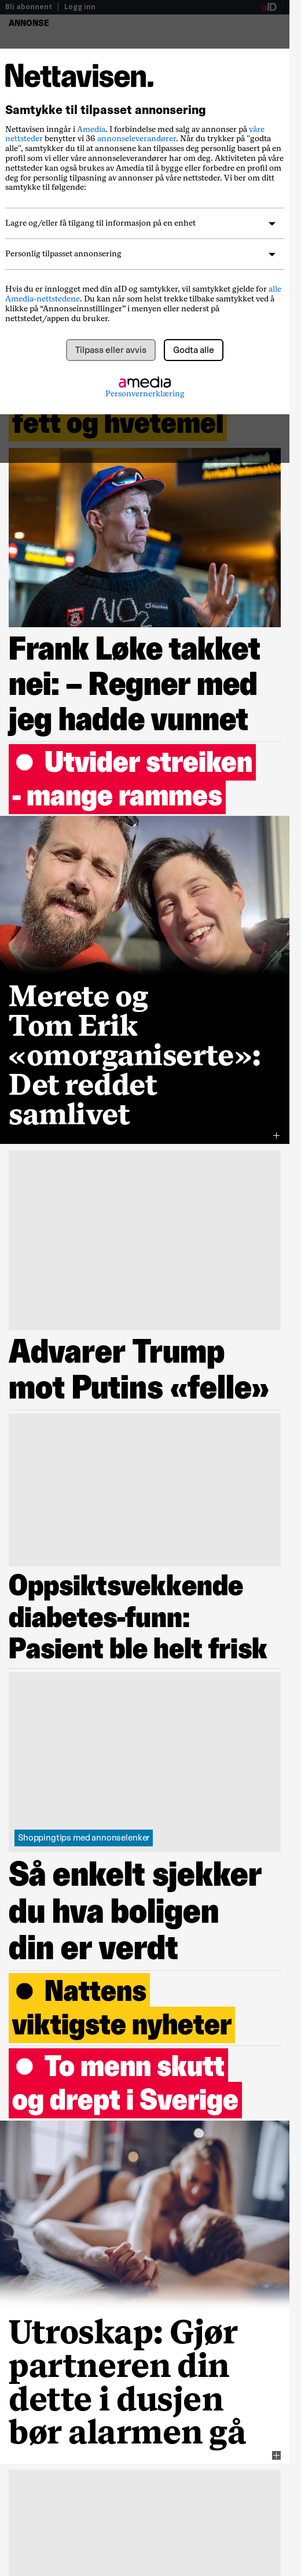 Bli abonnent | Logg inn
aID
ANNONSE
Nettavisen.
Samtykke til tilpasset annonsering
Nettavisen inngår i Amedia. I forbindelse med salg av annonser på våre
nettsteder benytter vi 36 annonseleverandører. Når du trykker på "godta
alle", samtykker du til at annonsene kan tilpasses deg personlig basert på en
profil som vi eller våre annonseleverandører har om deg. Aktiviteten på våre
nettsteder kan også brukes av Amedia til å bygge eller forbedre en profil om
deg for personlig tilpasning av annonser på våre nettsteder. Vi ber om ditt
samtykke til følgende:
Lagre og/eller få tilgang til informasjon på en enhet
Personlig tilpasset annonsering
Hvis du er innlogget med din aID og samtykker, vil samtykket gjelde for alle
Amedia-nettstedene. Du kan når som helst trekke tilbake samtykket ved å
klikke på "Annonseinnstillinger" i menyen eller nederst på
nettstedet/appen du bruker.
Tilpass eller avvis
Godta alle
amedia
Personvernerklæring
fett og hvetemel
NO2
Frank Løke takket
nei: – Regner med
jeg hadde vunnet
Utvider streiken
- mange rammes
Merete og
Tom Erik
«omorganiserte»:
Det reddet
samlivet
Advarer Trump
mot Putins «felle»
Oppsiktsvekkende
diabetes-funn:
Pasient ble helt frisk
Shoppingtips med annonselenker
Så enkelt sjekker
du hva boligen
din er verdt
Nattens
viktigste nyheter
To menn skutt
og drept i Sverige
Utroskap: Gjør
partneren din
dette i dusjen
bør alarmen gå